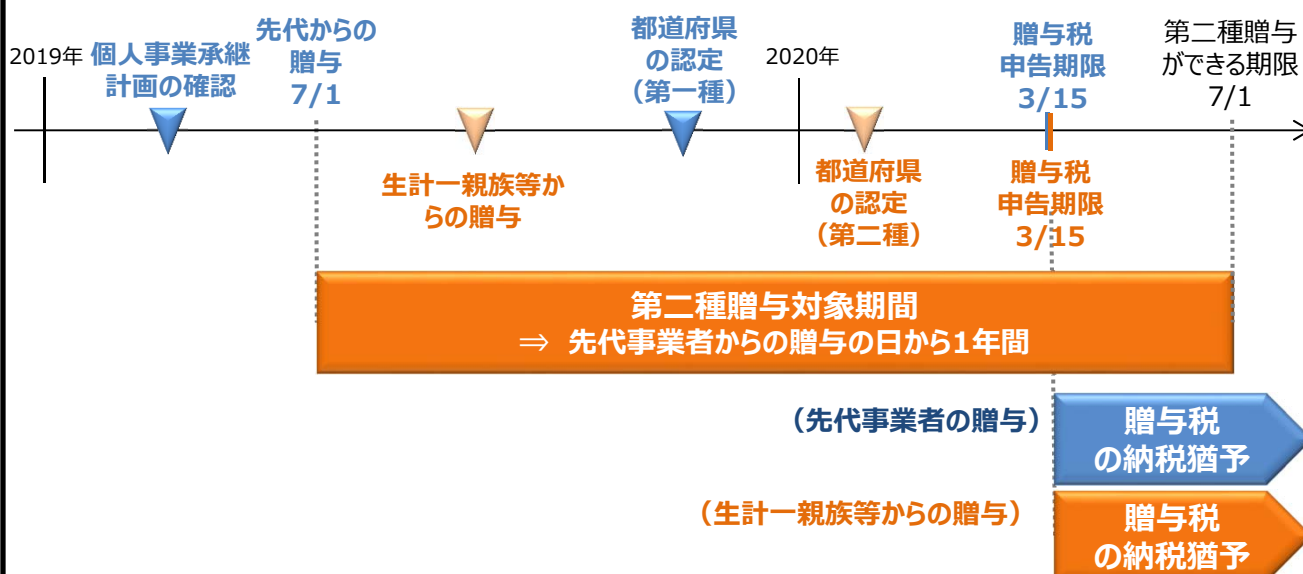 2019年
個人事業承継
計画の確認
先代からの
贈与
7/1
都道府県
の認定
（第一種）
2020年
贈与税
申告期限
3/15
第二種贈与
ができる期限
7/1
生計一親族等か
らの贈与
都道府県
の認定
（第二種）
贈与税
申告期限
3/15
第二種贈与対象期間
⇒ 先代事業者からの贈与の日から1年間
（先代事業者の贈与）
贈与税
の納税猶予
（生計一親族等からの贈与）
贈与税
の納税猶予